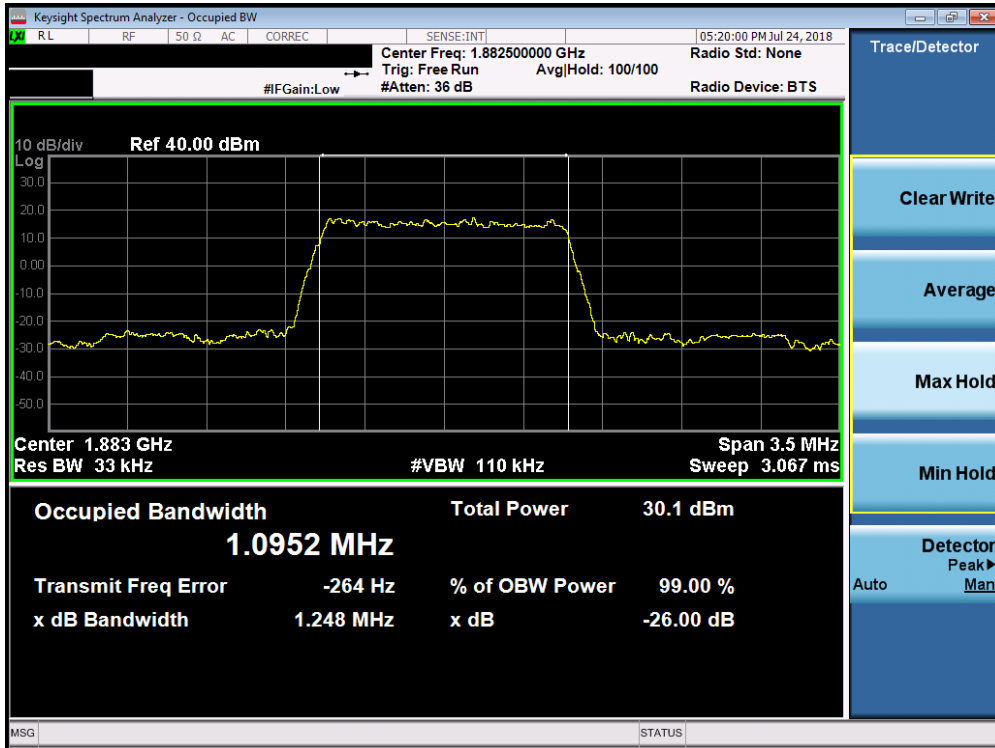 Keysight Spectrum Analyzer - Occupied BW
LXI RL RF 50 Ω AC CORREC SENSE:INT 05:20:00 PM Jul 24, 2018
Center Freq: 1.882500000 GHz Radio Std: None
Trig: Free Run Avg|Hold: 100/100
#IFGain:Low #Atten: 36 dB Radio Device: BTS
10 dB/div Ref 40.00 dBm
Log
30.0
20.0
10.0
0.00
-10.0
-20.0
-30.0
-40.0
-50.0
Center 1.883 GHz Span 3.5 MHz
Res BW 33 kHz #VBW 110 kHz Sweep 3.067 ms
Occupied Bandwidth Total Power 30.1 dBm
1.0952 MHz
Transmit Freq Error -264 Hz % of OBW Power 99.00 %
x dB Bandwidth 1.248 MHz x dB -26.00 dB
MSG STATUS
Trace/Detector
Clear Write
Average
Max Hold
Min Hold
Detector
Peak▶
Auto Man